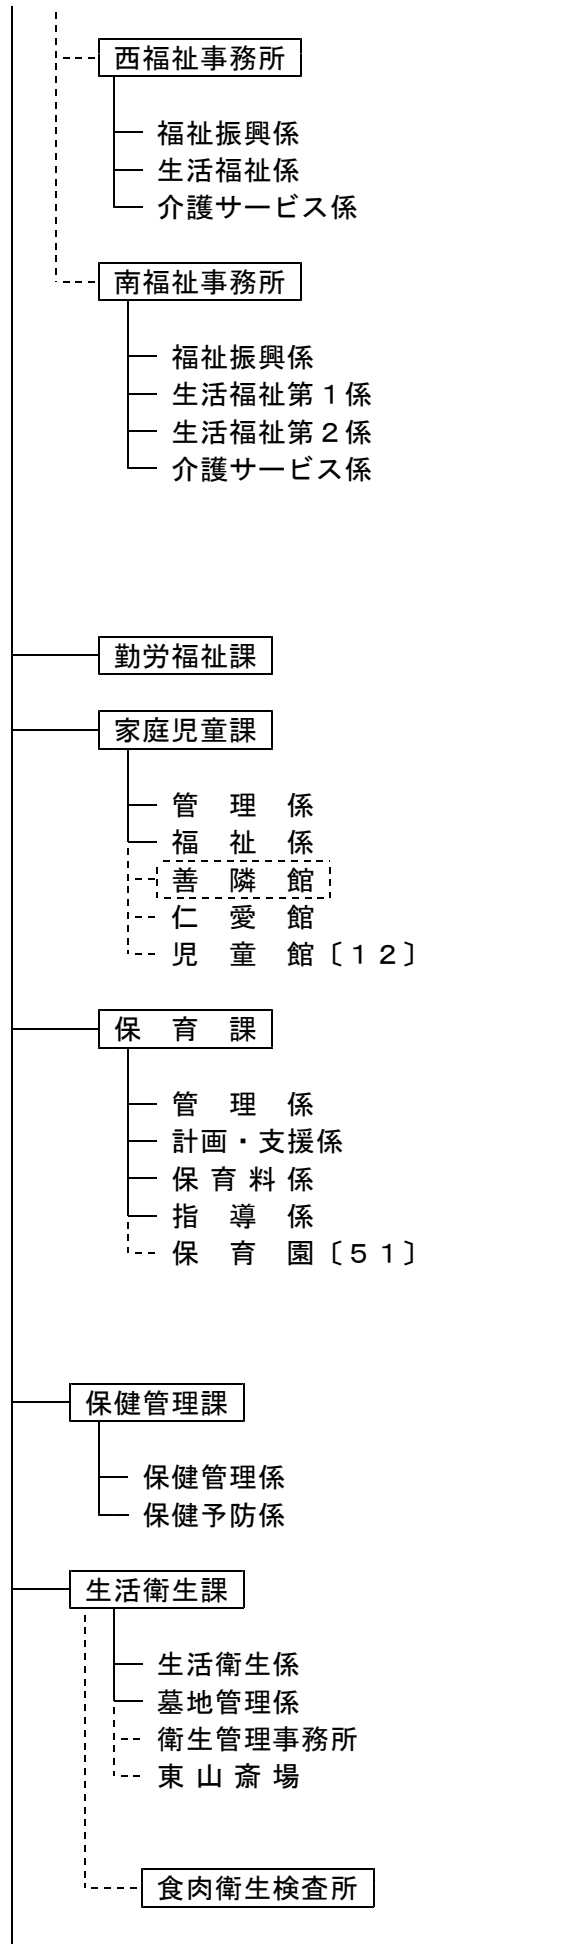 西福祉事務所
福祉振興係
生活福祉係
介護サービス係
南福祉事務所
福祉振興係
生活福祉第１係
生活福祉第２係
介護サービス係
勤労福祉課
家庭児童課
管　理　係
福　祉　係
善　隣　館
仁　愛　館
児　童　館〔１２〕
保　育　課
管　理　係
計画・支援係
保 育 料 係
指　導　係
保　育　園〔５１〕
保健管理課
保健管理係
保健予防係
生活衛生課
生活衛生係
墓地管理係
衛生管理事務所
東 山 斎 場
食肉衛生検査所